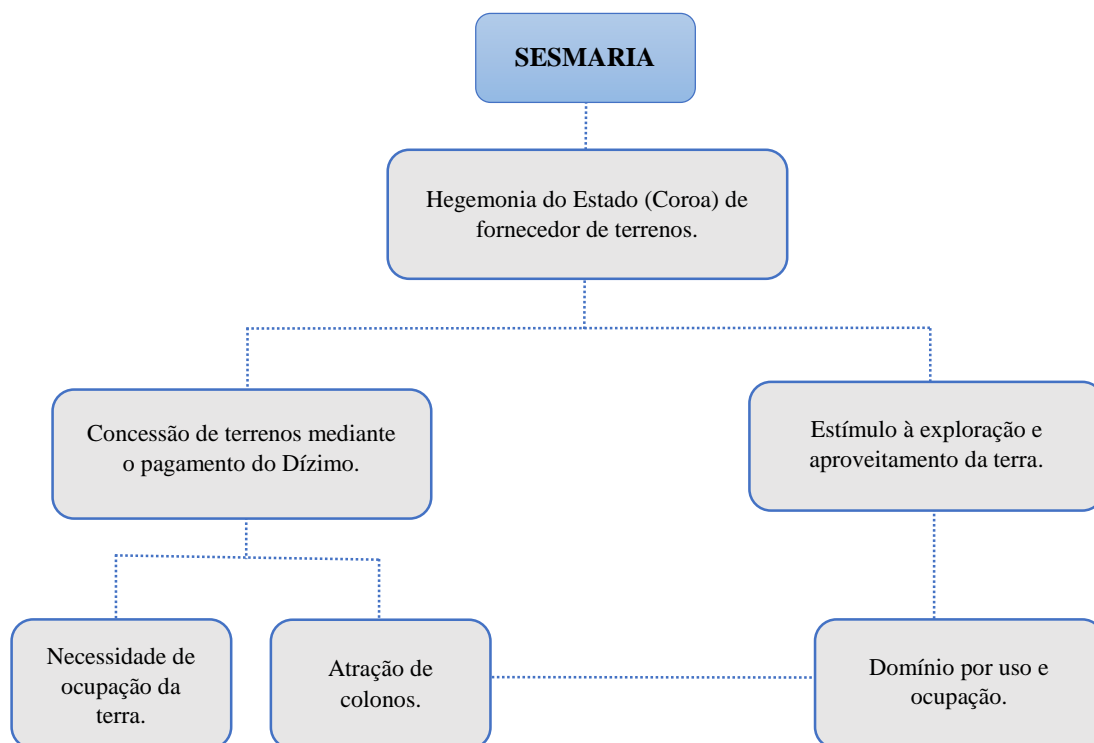 SESMARIA
Hegemonia do Estado (Coroa) de
fornecedor de terrenos.
Concessão de terrenos mediante
o pagamento do Dízimo.
Estímulo à exploração e
aproveitamento da terra.
Necessidade de
ocupação da
terra.
Atração de
colonos.
Domínio por uso e
ocupação.